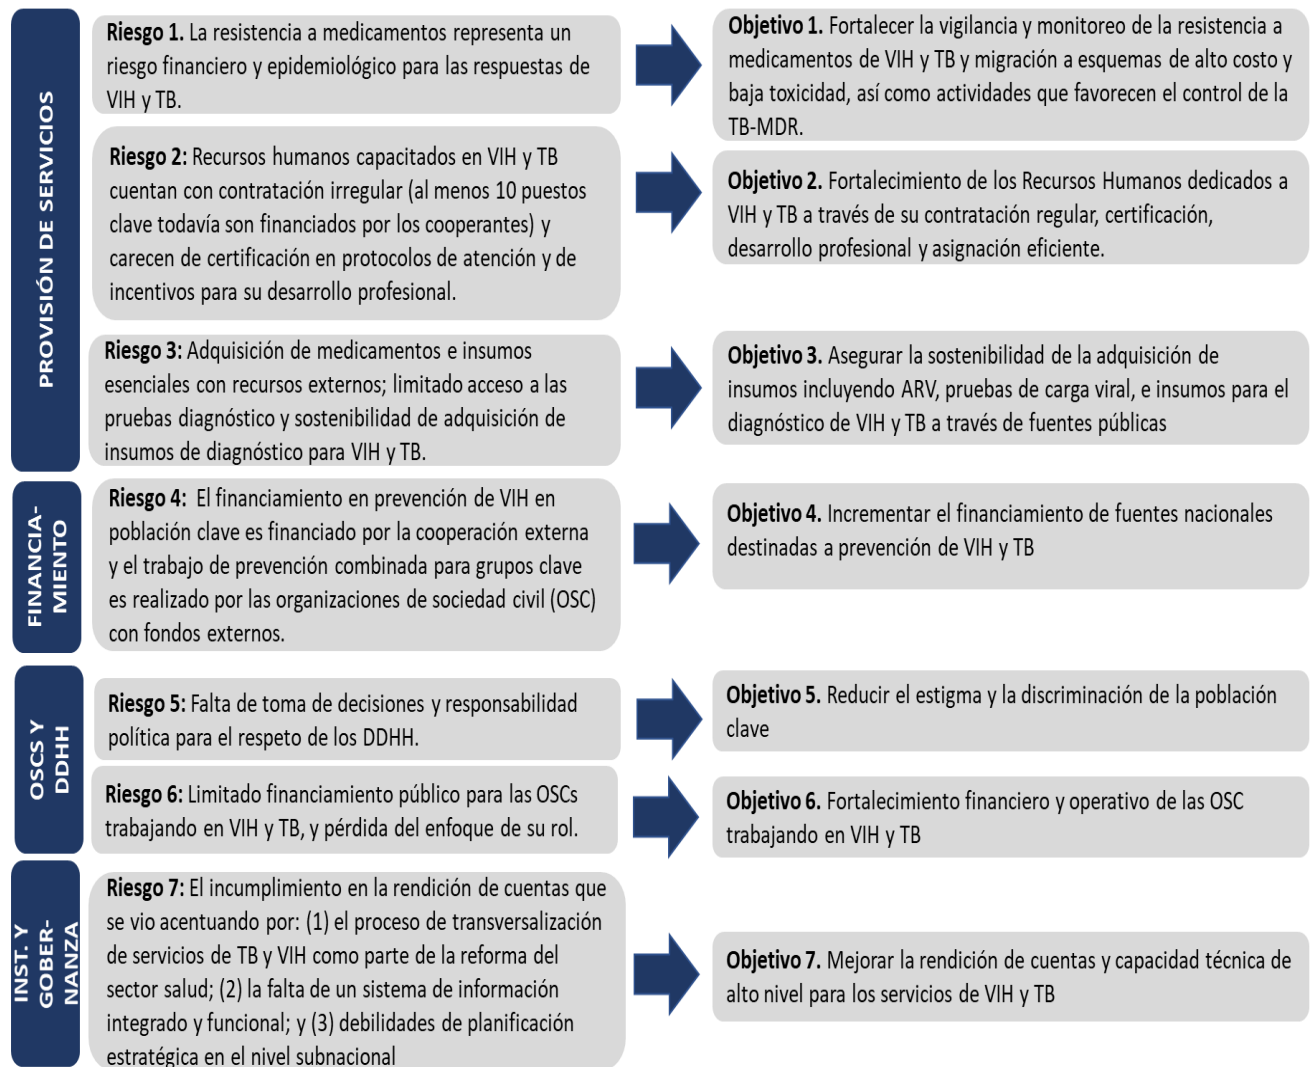 PROVISIÓN DE SERVICIOS
Riesgo 1. La resistencia a medicamentos representa un
riesgo financiero y epidemiológico para las respuestas de
VIH y TB.
Objetivo 1. Fortalecer la vigilancia y monitoreo de la resistencia a
medicamentos de VIH y TB y migración a esquemas de alto costo y
baja toxicidad, así como actividades que favorecen el control de la
TB-MDR.
Riesgo 2: Recursos humanos capacitados en VIH y TB
cuentan con contratación irregular (al menos 10 puestos
clave todavía son financiados por los cooperantes) y
carecen de certificación en protocolos de atención y de
incentivos para su desarrollo profesional.
Objetivo 2. Fortalecimiento de los Recursos Humanos dedicados a
VIH y TB a través de su contratación regular, certificación,
desarrollo profesional y asignación eficiente.
Riesgo 3: Adquisición de medicamentos e insumos
esenciales con recursos externos; limitado acceso a las
pruebas diagnóstico y sostenibilidad de adquisición de
insumos de diagnóstico para VIH y TB.
Objetivo 3. Asegurar la sostenibilidad de la adquisición de
insumos incluyendo ARV, pruebas de carga viral, e insumos para el
diagnóstico de VIH y TB a través de fuentes públicas
FINANCIA-
MIENTO
Riesgo 4: El financiamiento en prevención de VIH en
población clave es financiado por la cooperación externa
y el trabajo de prevención combinada para grupos clave
es realizado por las organizaciones de sociedad civil (OSC)
con fondos externos.
Objetivo 4. Incrementar el financiamiento de fuentes nacionales
destinadas a prevención de VIH y TB
OSCS Y
DDHH
Riesgo 5: Falta de toma de decisiones y responsabilidad
política para el respeto de los DDHH.
Objetivo 5. Reducir el estigma y la discriminación de la población
clave
Riesgo 6: Limitado financiamiento público para las OSCs
trabajando en VIH y TB, y pérdida del enfoque de su rol.
Objetivo 6. Fortalecimiento financiero y operativo de las OSC
trabajando en VIH y TB
INST. Y
GOBER-
NANZA
Riesgo 7: El incumplimiento en la rendición de cuentas que
se vio acentuando por: (1) el proceso de transversalización
de servicios de TB y VIH como parte de la reforma del
sector salud; (2) la falta de un sistema de información
integrado y funcional; y (3) debilidades de planificación
estratégica en el nivel subnacional
Objetivo 7. Mejorar la rendición de cuentas y capacidad técnica de
alto nivel para los servicios de VIH y TB